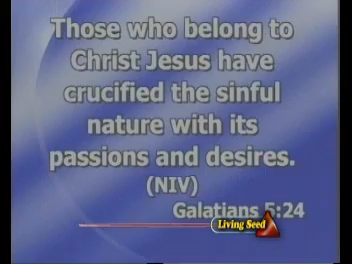 Those who belong to
Christ Jesus have
crucified the sinful
nature with its
passions and desires.
(NIV)
Galatians 5:24
Living Seed